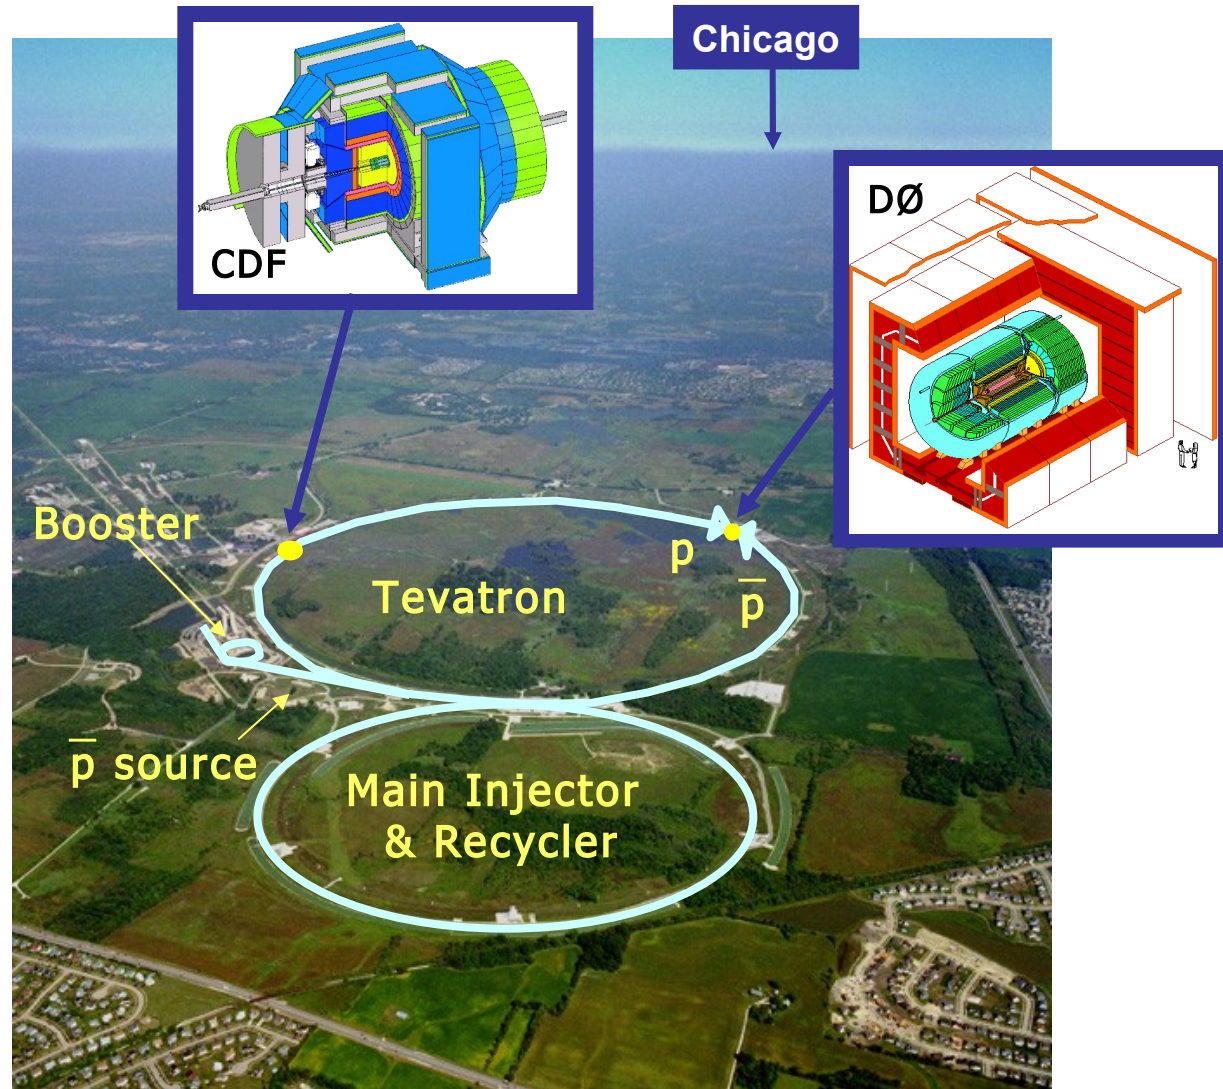 Chicago
CDF
DØ
Booster
p
p̅
Tevatron
p̅ source
Main Injector
& Recycler